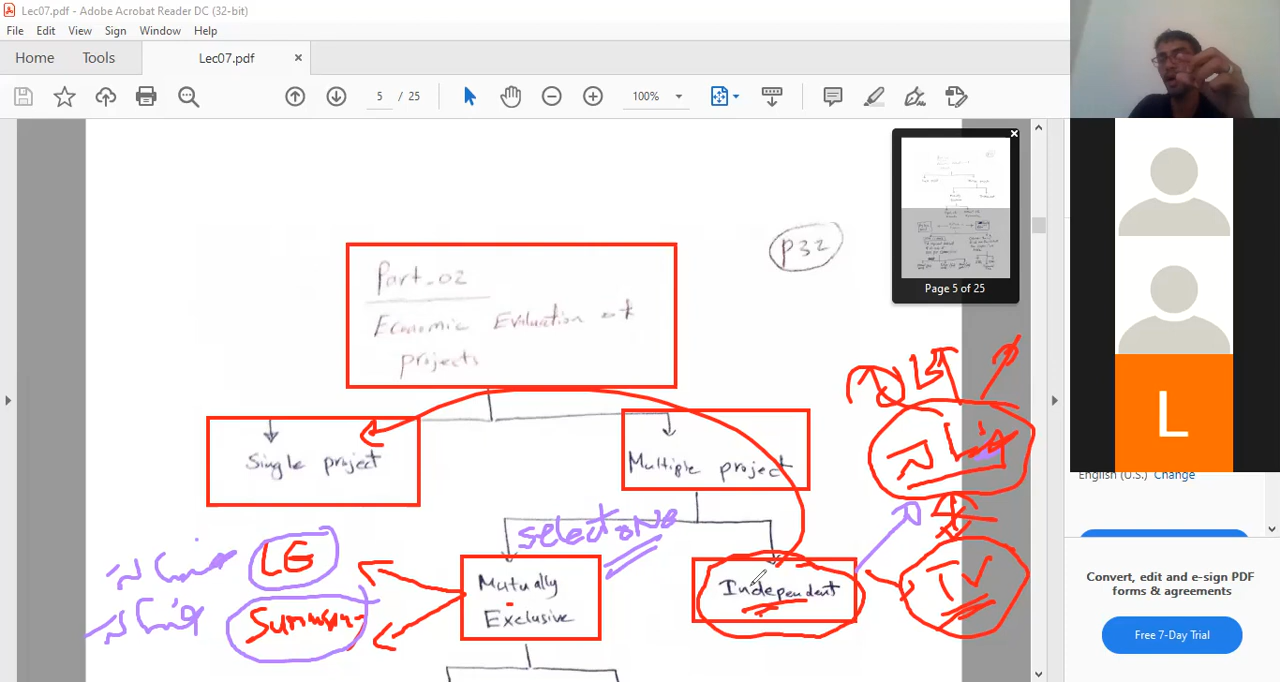 Lec07.pdf - Adobe Acrobat Reader DC (32-bit)
File Edit View Sign Window Help
Home Tools Lec07.pdf ×
5 / 25 100%
Page 5 of 25
P32
Part-02
Economic Evaluation of
projects
Single project
Multiple project
select one
Mutually
Exclusive
Independent
LG
TV
L
English (U.S.) Change
Convert, edit and e-sign PDF
forms & agreements
Free 7-Day Trial